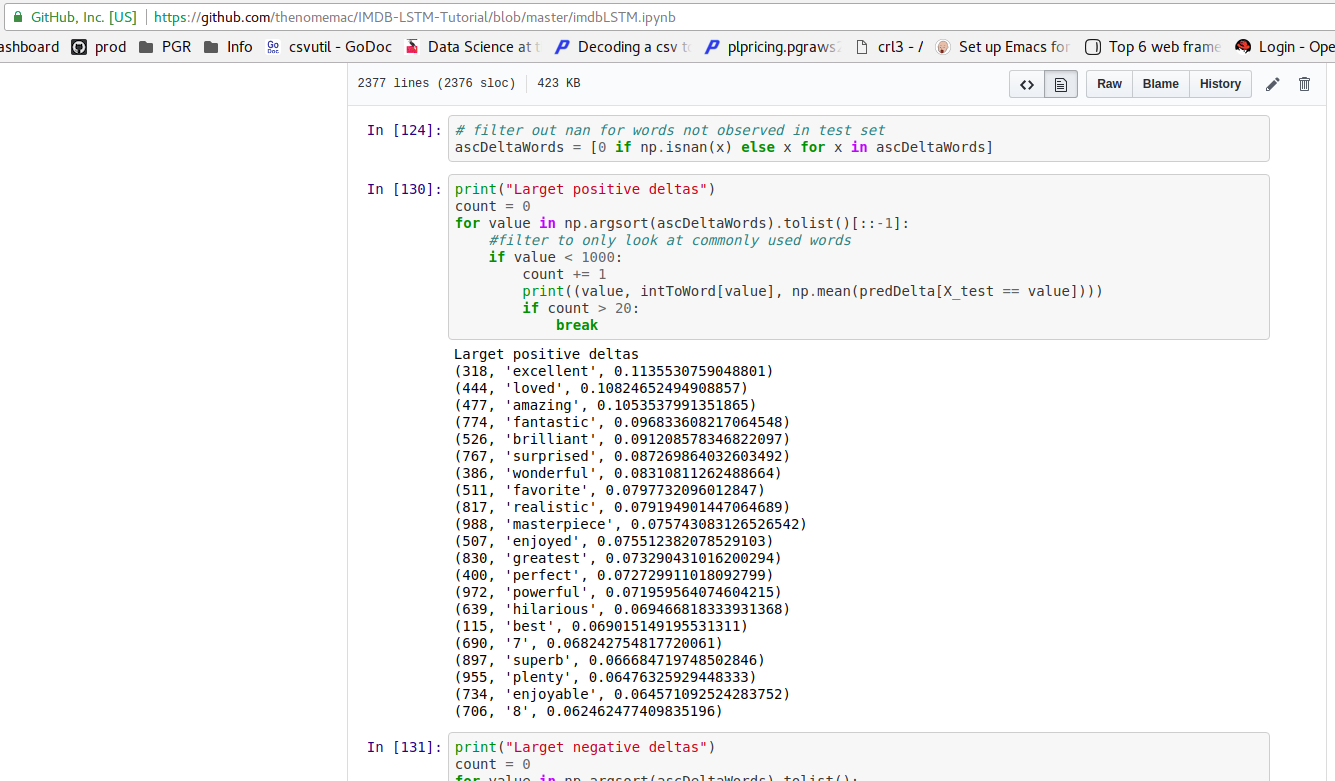 GitHub, Inc. [US] https://github.com/thenomemac/IMDB-LSTM-Tutorial/blob/master/imdbLSTM.ipynb
ashboard prod PGR Info Go Doc csvutil - GoDoc Data Science at Decoding a csv plpricing.pgraws crl3 - / Set up Emacs for Top 6 web frame Login - Ope
2377 lines (2376 sloc) 423 KB <> Raw Blame History
In [124]: # filter out nan for words not observed in test set
ascDeltaWords = [0 if np.isnan(x) else x for x in ascDeltaWords]
In [130]: print("Larget positive deltas")
count = 0
for value in np.argsort(ascDeltaWords).tolist()[::-1]:
#filter to only look at commonly used words
if value < 1000:
count += 1
print((value, intToWord[value], np.mean(predDelta[X_test == value])))
if count > 20:
break
Larget positive deltas
(318, 'excellent', 0.1135530759048801)
(444, 'loved', 0.10824652494908857)
(477, 'amazing', 0.1053537991351865)
(774, 'fantastic', 0.096833608217064548)
(526, 'brilliant', 0.091208578346822097)
(767, 'surprised', 0.087269864032603492)
(386, 'wonderful', 0.08310811262488664)
(511, 'favorite', 0.0797732096012847)
(817, 'realistic', 0.079194901447064689)
(988, 'masterpiece', 0.075743083126526542)
(507, 'enjoyed', 0.075512382078529103)
(830, 'greatest', 0.073290431016200294)
(400, 'perfect', 0.072729911018092799)
(972, 'powerful', 0.071959564074604215)
(639, 'hilarious', 0.069466818333931368)
(115, 'best', 0.069015149195531311)
(690, '7', 0.068242754817720061)
(897, 'superb', 0.066684719748502846)
(955, 'plenty', 0.06476325929448333)
(734, 'enjoyable', 0.064571092524283752)
(706, '8', 0.062462477409835196)
In [131]: print("Larget negative deltas")
count = 0
for value in np.argsort(ascDeltaWords).tolist():